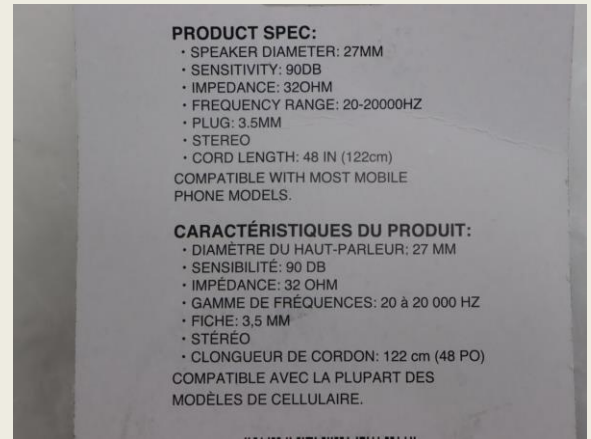 PRODUCT SPEC:
· SPEAKER DIAMETER: 27MM
· SENSITIVITY: 90DB
· IMPEDANCE: 32OHM
· FREQUENCY RANGE: 20-20000HZ
· PLUG: 3.5MM
· STEREO
· CORD LENGTH: 48 IN (122cm)
COMPATIBLE WITH MOST MOBILE
PHONE MODELS.
CARACTÉRISTIQUES DU PRODUIT:
· DIAMÈTRE DU HAUT-PARLEUR; 27 MM
· SENSIBILITÉ: 90 DB
· IMPÉDANCE: 32 OHM
· GAMME DE FRÉQUENCES: 20 à 20 000 HZ
· FICHE: 3,5 MM
· STÉRÉO
· CLONGUEUR DE CORDON: 122 cm (48 PO)
COMPATIBLE AVEC LA PLUPART DES
MODÈLES DE CELLULAIRE.